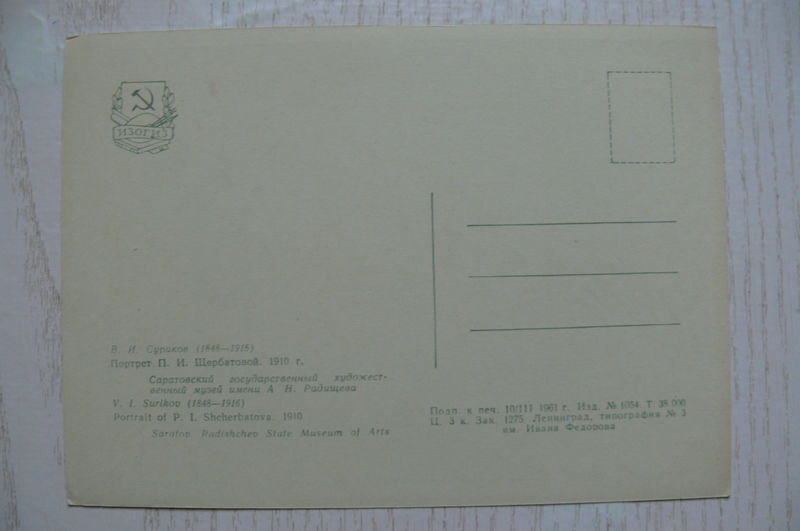 ИЗОГИЗ
В. И. Суриков (1848—1916)
Портрет П. И. Щербатовой. 1910 г.
Саратовский государственный художест-
венный музей имени А. Н. Радищева
V. I. Surikov (1848—1916)
Portrait of P. I. Shcherbatova. 1910
Saratov Radishchev State Museum of Arts
Подп. к печ. 10/III 1961 г. Изд. № 1054 Т. 38 000
Ц. 3 к. Зак. 1275. Ленинград, типография № 3
им. Ивана Федорова